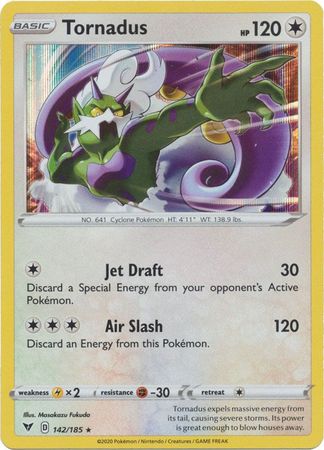 BASIC
Tornadus
HP 120
NO. 641 Cyclone Pokémon HT: 4'11" WT: 138.9 lbs.
Jet Draft 30
Discard a Special Energy from your opponent's Active
Pokémon.
Air Slash 120
Discard an Energy from this Pokémon.
weakness ×2 resistance -30 retreat
Illus. Masakazu Fukuda
D 142/185 ★
Tornadus expels massive energy from
its tail, causing severe storms. Its power
is great enough to blow houses away.
©2020 Pokémon / Nintendo / Creatures / GAME FREAK